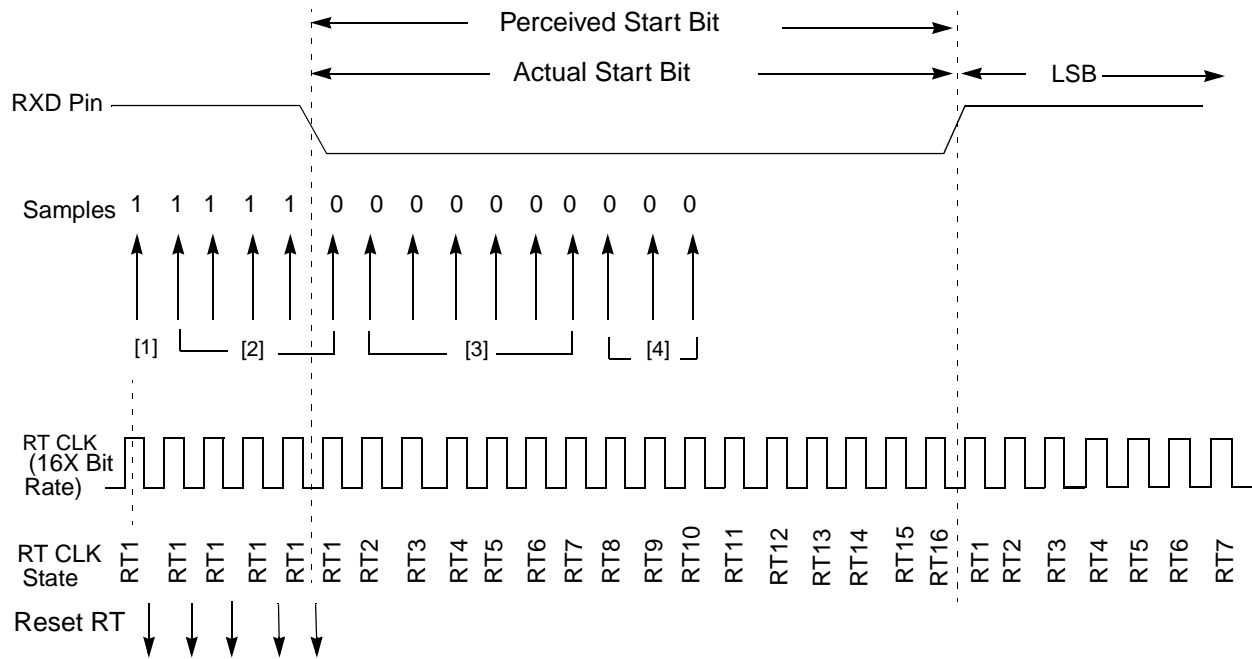 Perceived Start Bit
Actual Start Bit
LSB
RXD Pin
Samples 1 1 1 1 1 0 0 0 0 0 0 0 0 0 0
[1] [2] [3] [4]
RT CLK
(16X Bit
Rate)
RT CLK
State
RT1 RT1 RT1 RT1 RT1 RT1 RT2 RT3 RT4 RT5 RT6 RT7 RT8 RT9 RT10 RT11 RT12 RT13 RT14 RT15 RT16 RT1 RT2 RT3 RT4 RT5 RT6 RT7
Reset RT